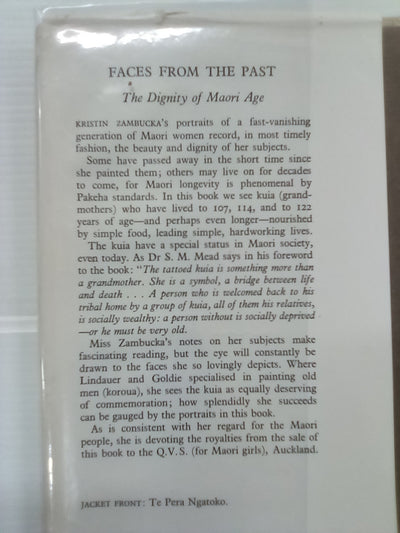 FACES FROM THE PAST
The Dignity of Maori Age
KRISTIN ZAMBUCKA's portraits of a fast-vanishing
generation of Maori women record, in most timely
fashion, the beauty and dignity of her subjects.
Some have passed away in the short time since
she painted them; others may live on for decades
to come, for Maori longevity is phenomenal by
Pakeha standards. In this book we see kuia (grand-
mothers) who have lived to 107, 114, and to 122
years of age—and perhaps even longer—nourished
by simple food, leading simple, hardworking lives.
The kuia have a special status in Maori society,
even today. As Dr S. M. Mead says in his foreword
to the book: "The tattoed kuia is something more than
a grandmother. She is a symbol, a bridge between life
and death . . . A person who is welcomed back to his
tribal home by a group of kuia, all of them his relatives,
is socially wealthy: a person without is socially deprived
—or he must be very old.
Miss Zambucka's notes on her subjects make
fascinating reading, but the eye will constantly be
drawn to the faces she so lovingly depicts. Where
Lindauer and Goldie specialised in painting old
men (koroua), she sees the kuia as equally deserving
of commemoration; how splendidly she succeeds
can be gauged by the portraits in this book.
As is consistent with her regard for the Maori
people, she is devoting the royalties from the sale of
this book to the Q.V.S. (for Maori girls), Auckland.
JACKET FRONT: Te Pera Ngatoko.